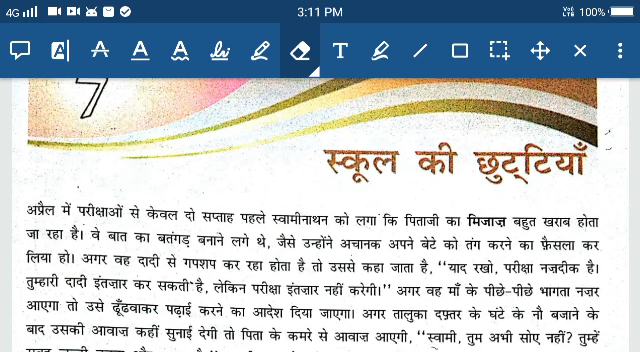 4G 3:11 PM VoD LTE 100%
A A A A T
7
स्कूल की छुट्टियाँ
अप्रैल में परीक्षाओं से केवल दो सप्ताह पहले स्वामीनाथन को लगा कि पिताजी का मिजाज़ बहुत खराब होता
जा रहा है। वे बात का बतंगड़ बनाने लगे थे, जैसे उन्होंने अचानक अपने बेटे को तंग करने का फ़ैसला कर
लिया हो। अगर वह दादी से गपशप कर रहा होता है तो उससे कहा जाता है, “याद रखो, परीक्षा नज़दीक है।
तुम्हारी दादी इंतज़ार कर सकती है, लेकिन परीक्षा इंतजार नहीं करेगी।” अगर वह माँ के पीछे-पीछे भागता नज़र
आएगा तो उसे ढूँढवाकर पढ़ाई करने का आदेश दिया जाएगा। अगर तालुका दफ़्तर के घंटे के नौ बजाने के
बाद उसकी आवाज़ कहीं सुनाई देगी तो पिता के कमरे से आवाज़ आएगी, “स्वामी, तुम अभी सोए नहीं? तुम्हें